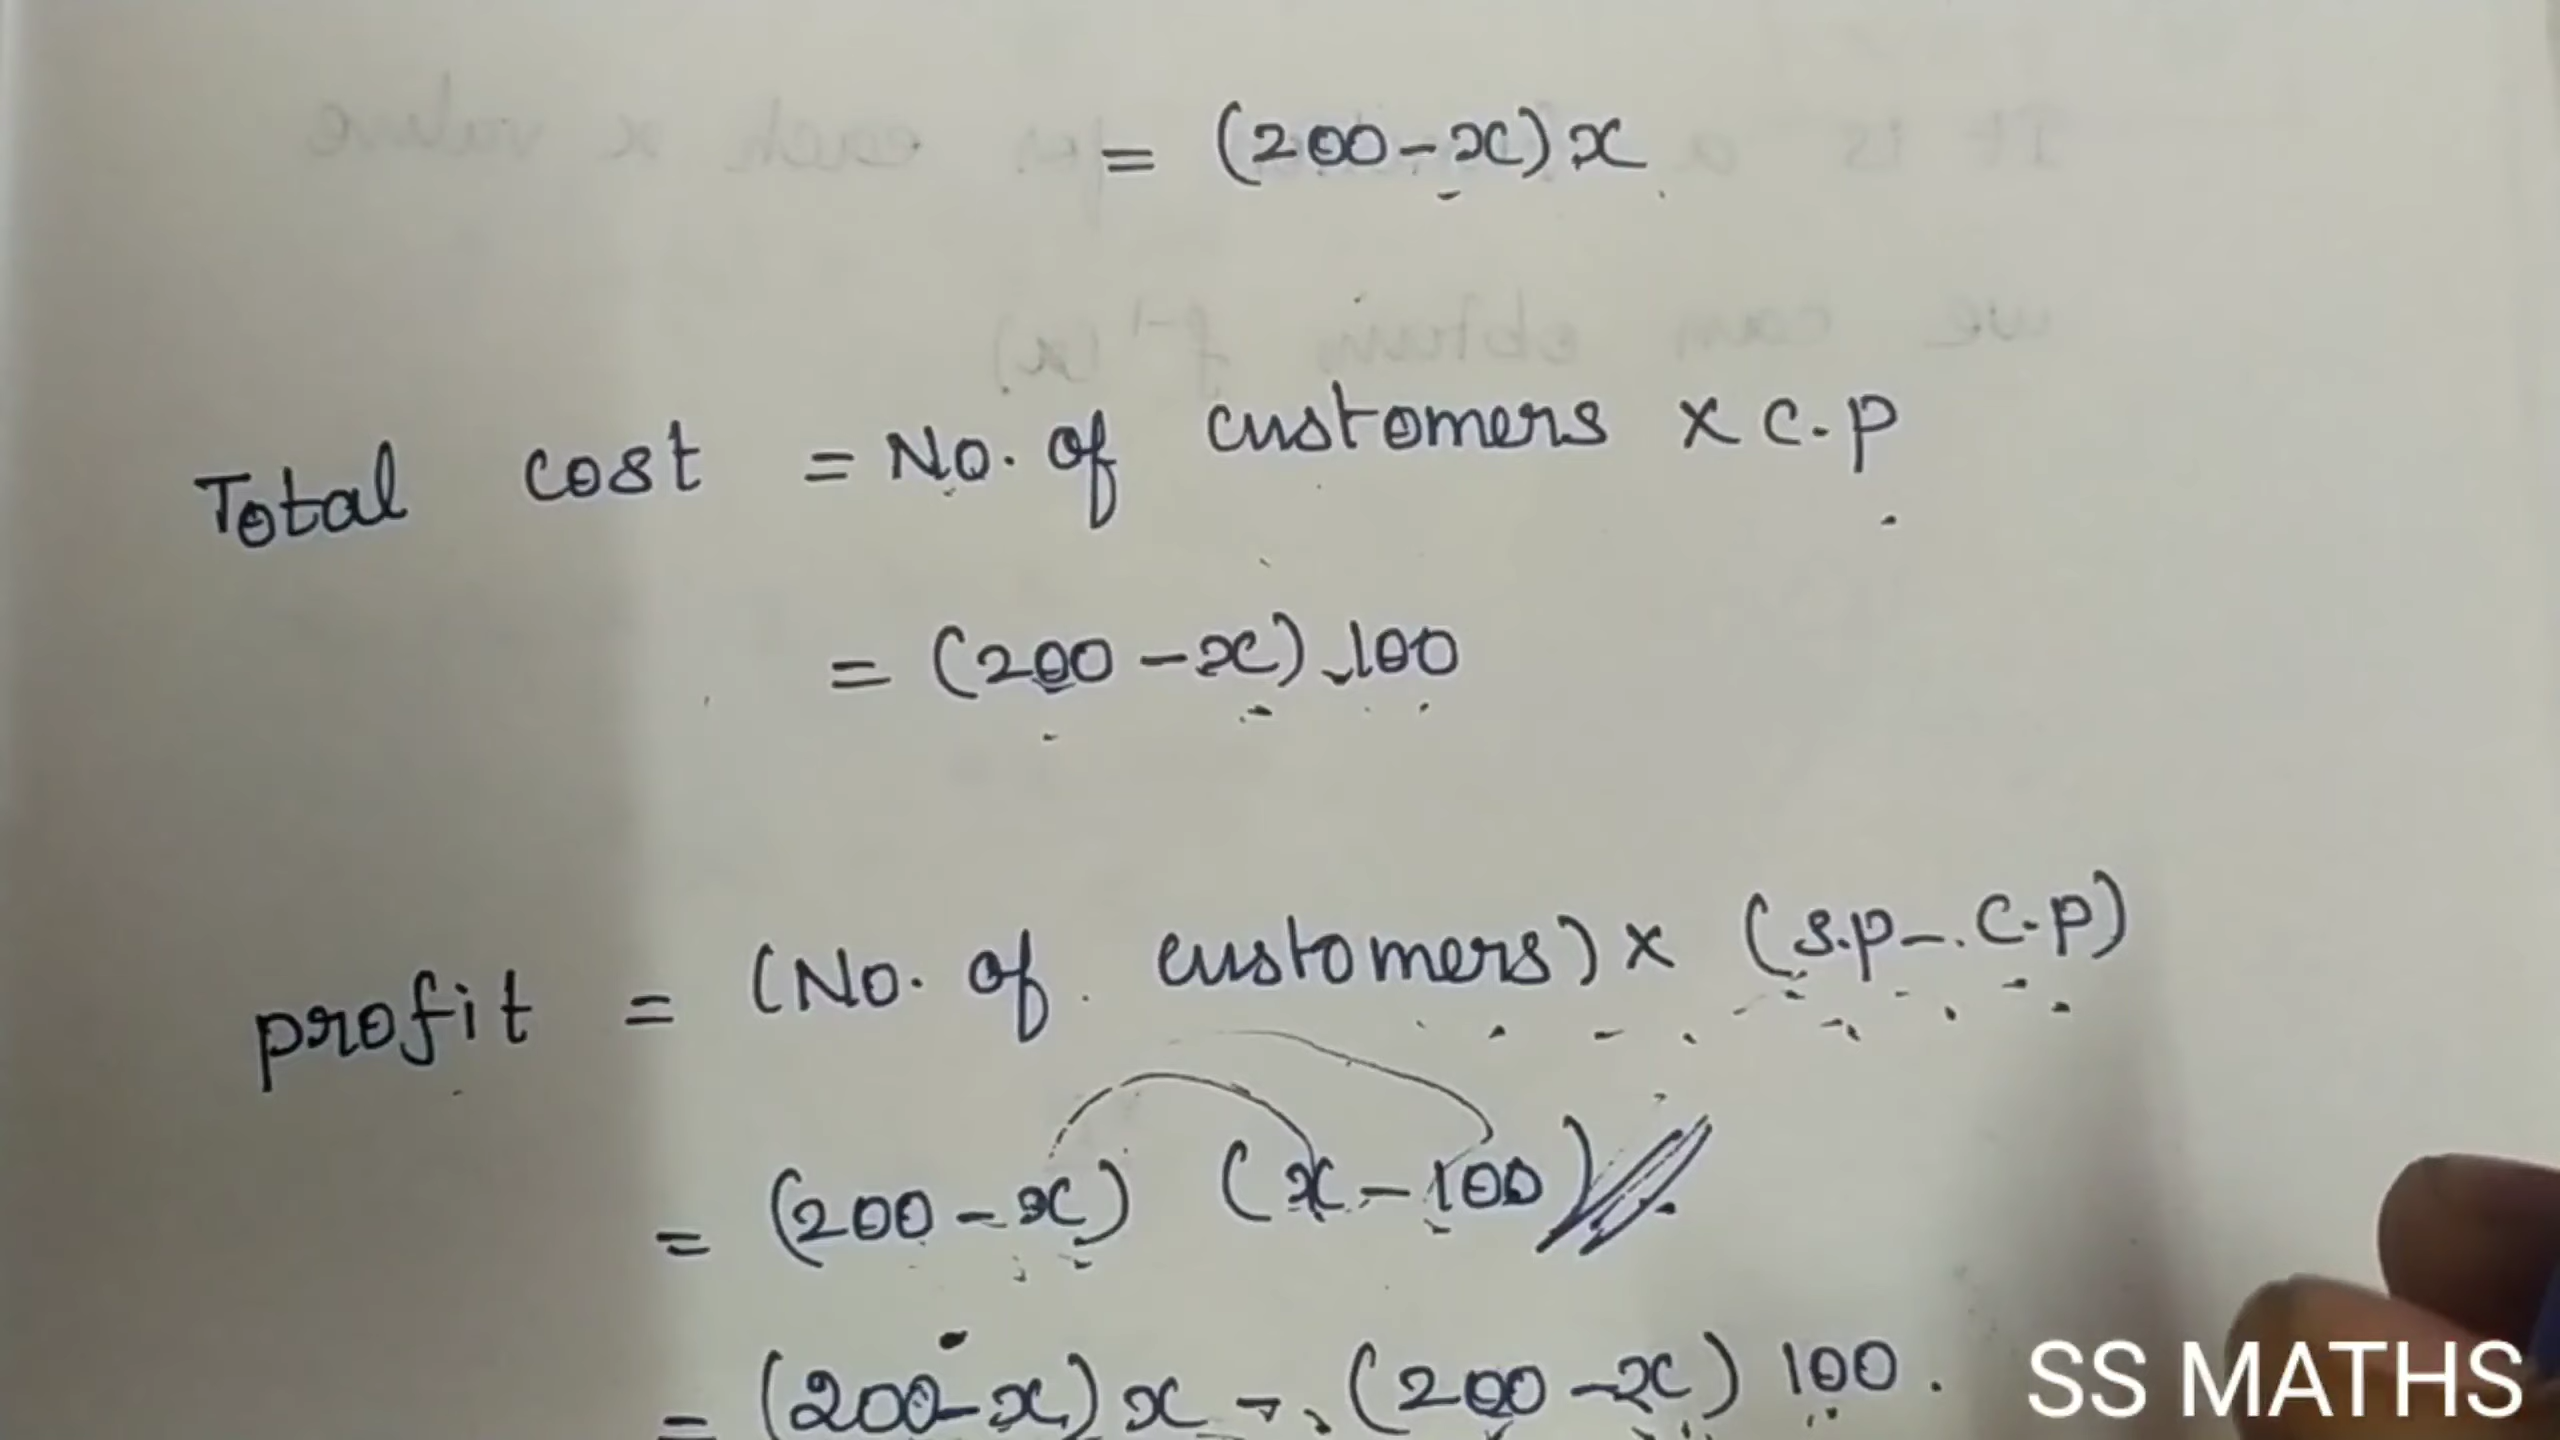 = (200-x)x
Total cost = No. of customers x c.p
= (200-x).100
profit = (No. of customers) x (s.p-c.p)
= (200-x) (x-100)
= (200-x)x - (200-x)100.
SS MATHS